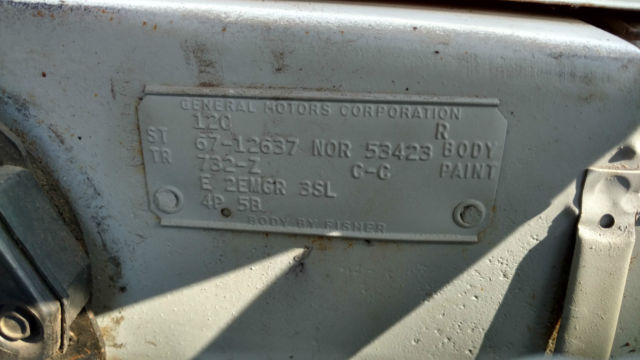 GENERAL MOTORS CORPORATION
12C R
ST 67-12637 NOR 53423 BODY
TR 732-Z C-C PAINT
E 2EMGR 3SL
4P 5B
BODY BY FISHER